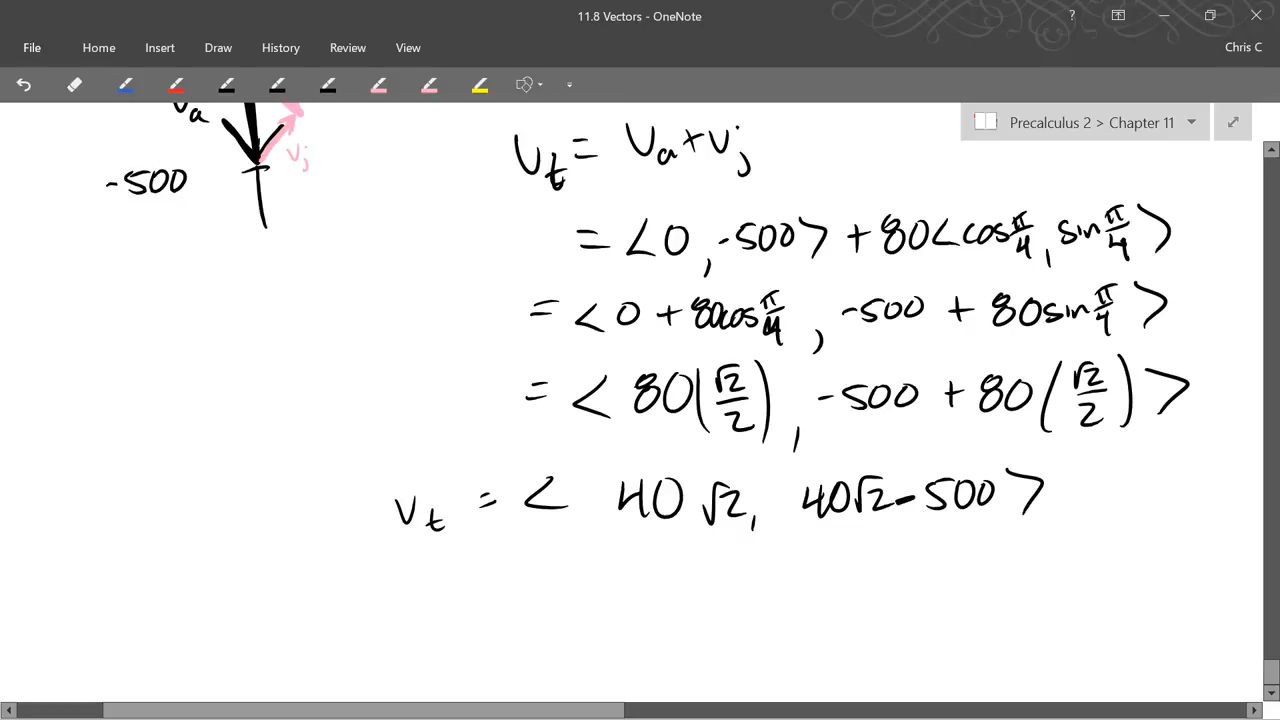 11.8 Vectors - OneNote
File Home Insert Draw History Review View Chris C
Precalculus 2 > Chapter 11
va
vj
-500
Vt = Va + vj
= <0, -500> + 80<cos π/4, sin π/4>
= <0 + 80cos π/4, -500 + 80sin π/4>
= <80(√2/2), -500 + 80(√2/2)>
vt = <40√2, 40√2 - 500>